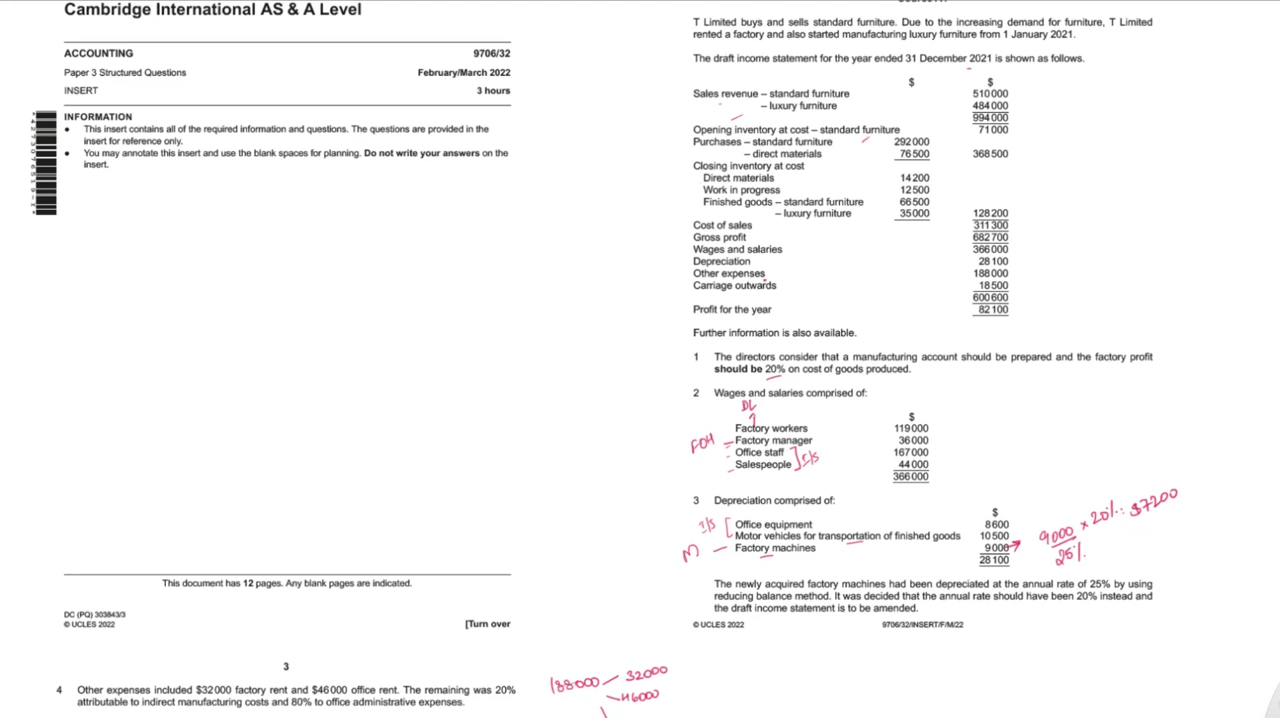 Cambridge International AS & A Level
ACCOUNTING 9706/32
Paper 3 Structured Questions February/March 2022
INSERT 3 hours
INFORMATION
• This insert contains all of the required information and questions. The questions are provided in the
insert for reference only.
• You may annotate this insert and use the blank spaces for planning. Do not write your answers on the
insert.
This document has 12 pages. Any blank pages are indicated.
DC (PQ) 303843/3
© UCLES 2022 [Turn over
T Limited buys and sells standard furniture. Due to the increasing demand for furniture, T Limited
rented a factory and also started manufacturing luxury furniture from 1 January 2021.
The draft income statement for the year ended 31 December 2021 is shown as follows.
$ $
Sales revenue – standard furniture 510000
– luxury furniture 484000
994000
Opening inventory at cost – standard furniture 71000
Purchases – standard furniture 292000
– direct materials 76500 368500
Closing inventory at cost
Direct materials 14200
Work in progress 12500
Finished goods – standard furniture 66500
– luxury furniture 35000 128200
Cost of sales 311300
Gross profit 682700
Wages and salaries 366000
Depreciation 28100
Other expenses 188000
Carriage outwards 18500
600600
Profit for the year 82100
Further information is also available.
1 The directors consider that a manufacturing account should be prepared and the factory profit
should be 20% on cost of goods produced.
2 Wages and salaries comprised of:
DL
$
Factory workers 119000
FOH Factory manager 36000
Office staff 167000
I/S
Salespeople 44000
366000
3 Depreciation comprised of:
$
I/S Office equipment 8600
Motor vehicles for transportation of finished goods 10500
M Factory machines 9000
28100
9000 × 20% : $7200
25%
The newly acquired factory machines had been depreciated at the annual rate of 25% by using
reducing balance method. It was decided that the annual rate should have been 20% instead and
the draft income statement is to be amended.
© UCLES 2022 9706/32/INSERT/F/M/22
3
4 Other expenses included $32000 factory rent and $46000 office rent. The remaining was 20%
attributable to indirect manufacturing costs and 80% to office administrative expenses.
188000 – 32000
– 46000